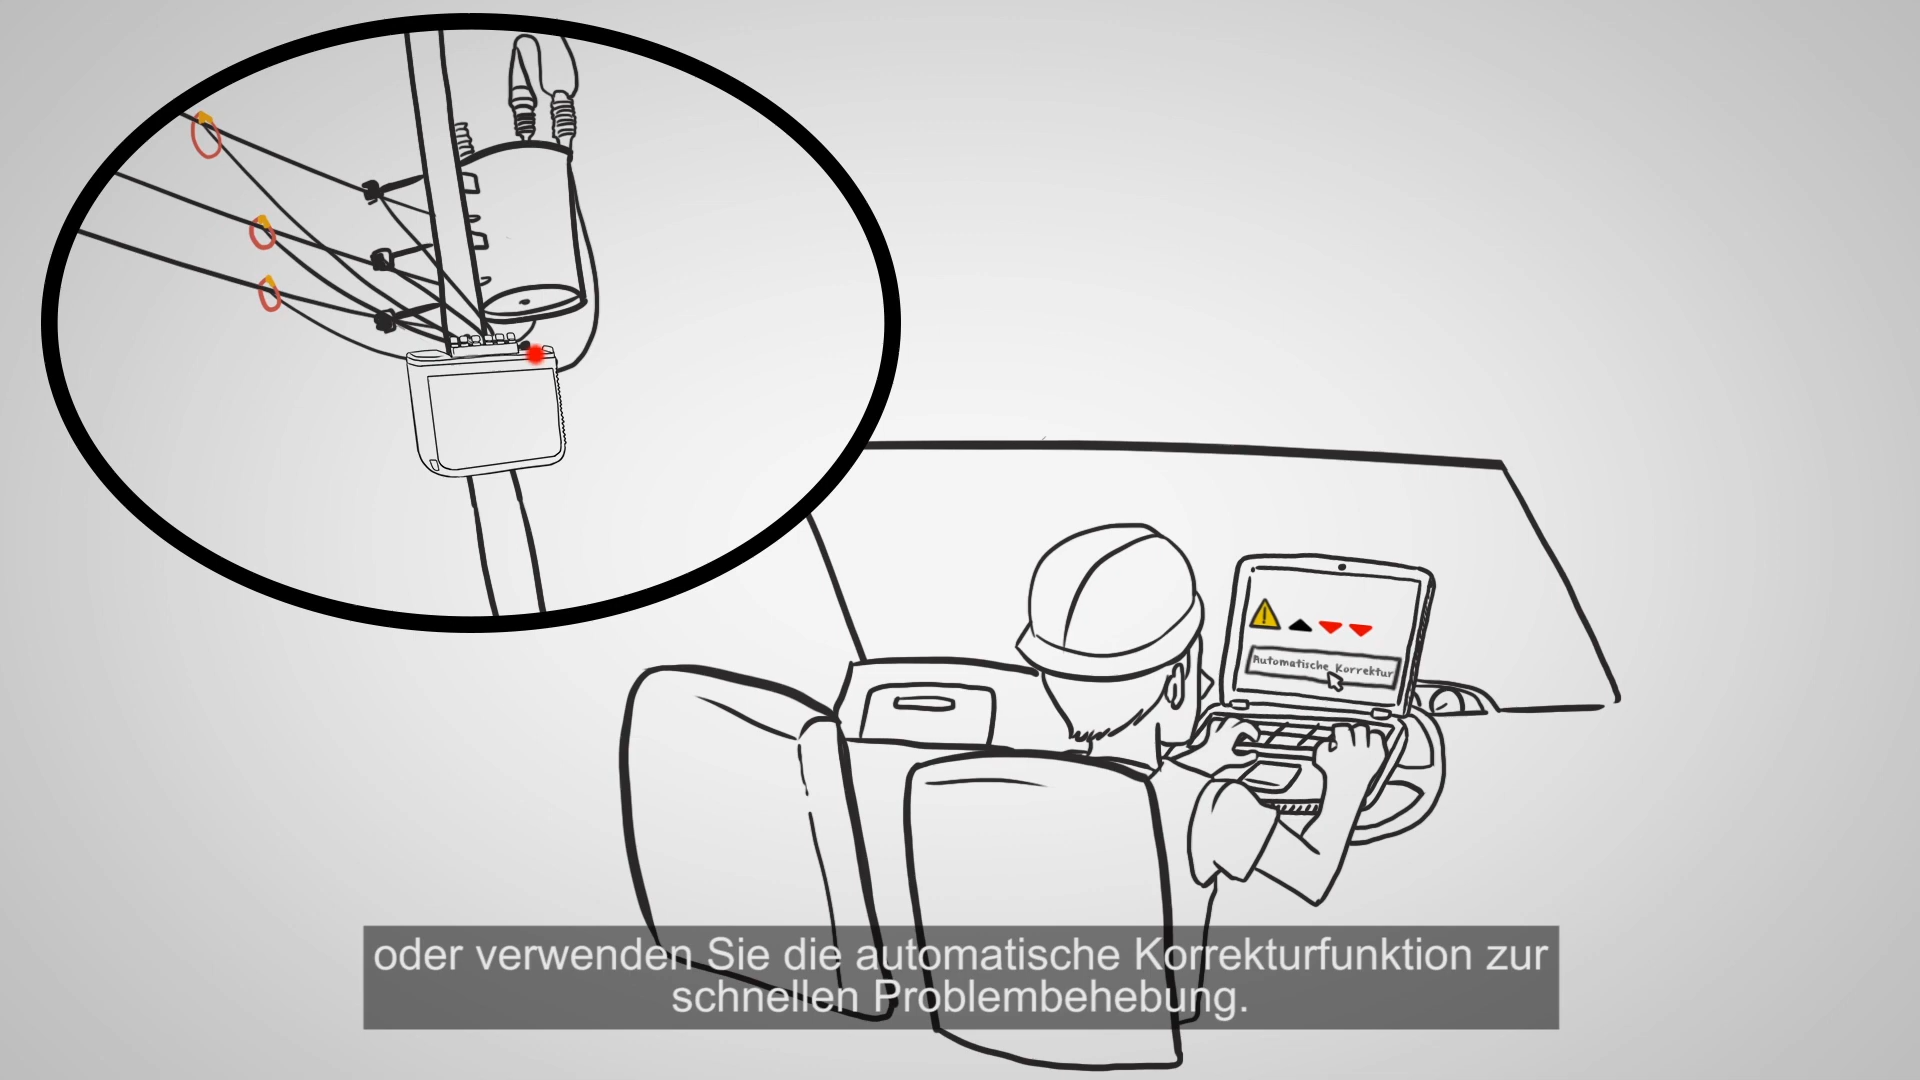 Automatische Korrektur
oder verwenden Sie die automatische Korrekturfunktion zur
schnellen Problembehebung.